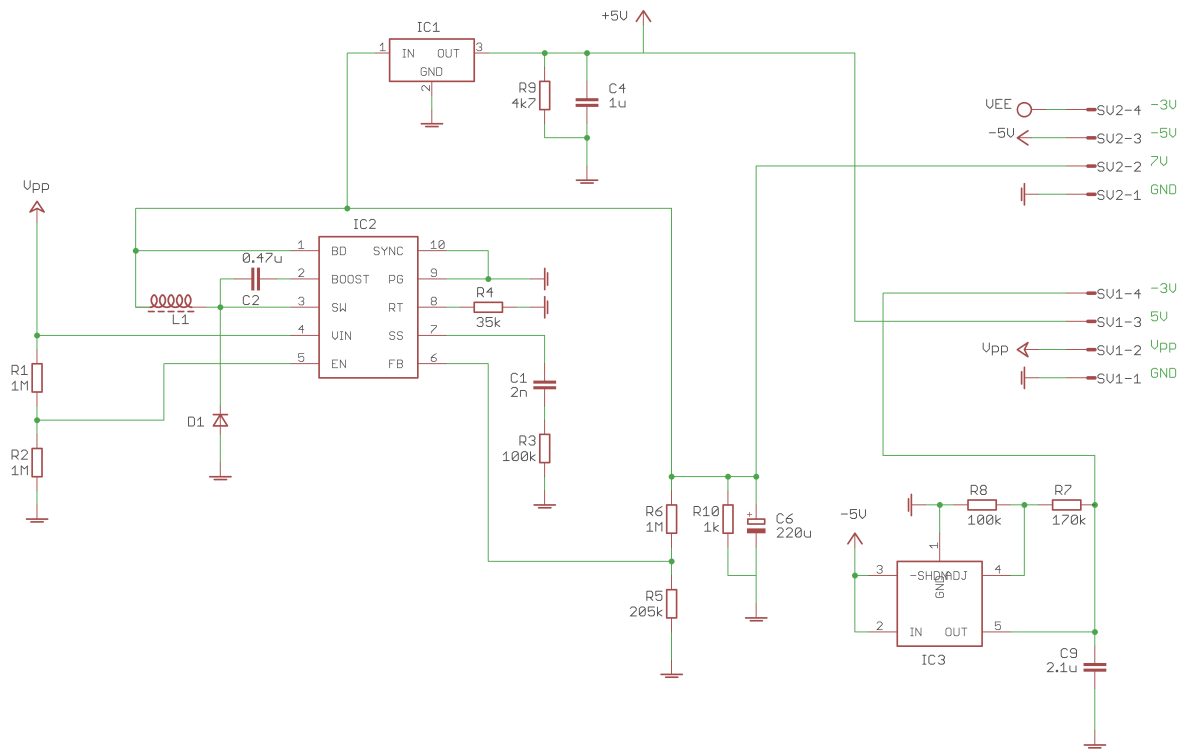 +5V
IC1
1
IN
OUT
3
GND
2
R9
4k7
C4
1u
VEE
SV2-4
-3V
-5V
SV2-3
-5V
SV2-2
7V
SV2-1
GND
Vpp
IC2
1
BD
SYNC
10
0.47u
C2
2
BOOST
PG
9
L1
3
SW
RT
8
R4
35k
4
VIN
SS
7
5
EN
FB
6
SV1-4
-3V
SV1-3
5V
Vpp
SV1-2
Vpp
SV1-1
GND
R1
1M
C1
2n
D1
R3
100k
R2
1M
R6
1M
R10
1k
+
C6
220u
R5
205k
R8
100k
R7
170k
-5V
1
3
-SHDN
ADJ
4
GND
2
IN
OUT
5
IC3
C9
2.1u